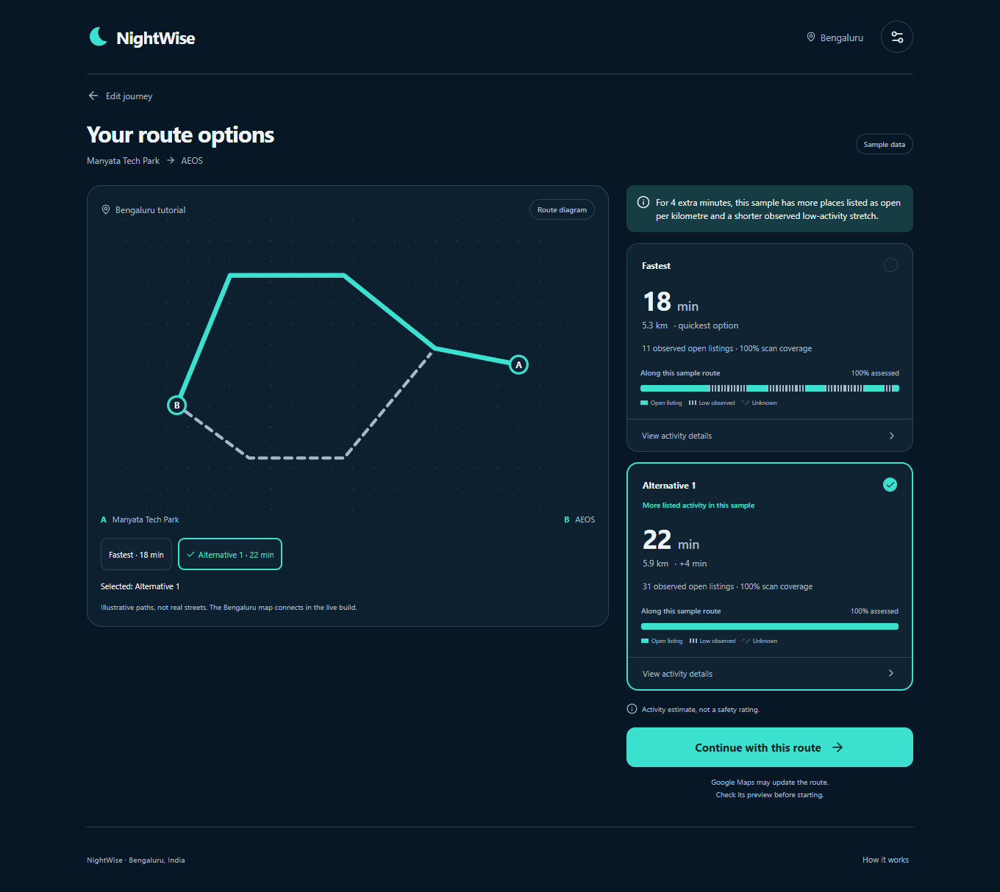 NightWise
Bengaluru
Edit journey
Your route options
Manyata Tech Park → AEOS
Sample data
Bengaluru tutorial
Route diagram
A
B
A Manyata Tech Park
B AEOS
Fastest · 18 min
Alternative 1 · 22 min
Selected: Alternative 1
Illustrative paths, not real streets. The Bengaluru map connects in the live build.
For 4 extra minutes, this sample has more places listed as open
per kilometre and a shorter observed low-activity stretch.
Fastest
18 min
5.3 km · quickest option
11 observed open listings · 100% scan coverage
Along this sample route
100% assessed
Open listing
Low observed
Unknown
View activity details
Alternative 1
More listed activity in this sample
22 min
5.9 km · +4 min
31 observed open listings · 100% scan coverage
Along this sample route
100% assessed
Open listing
Low observed
Unknown
View activity details
Activity estimate, not a safety rating.
Continue with this route →
Google Maps may update the route.
Check its preview before starting.
NightWise · Bengaluru, India
How it works